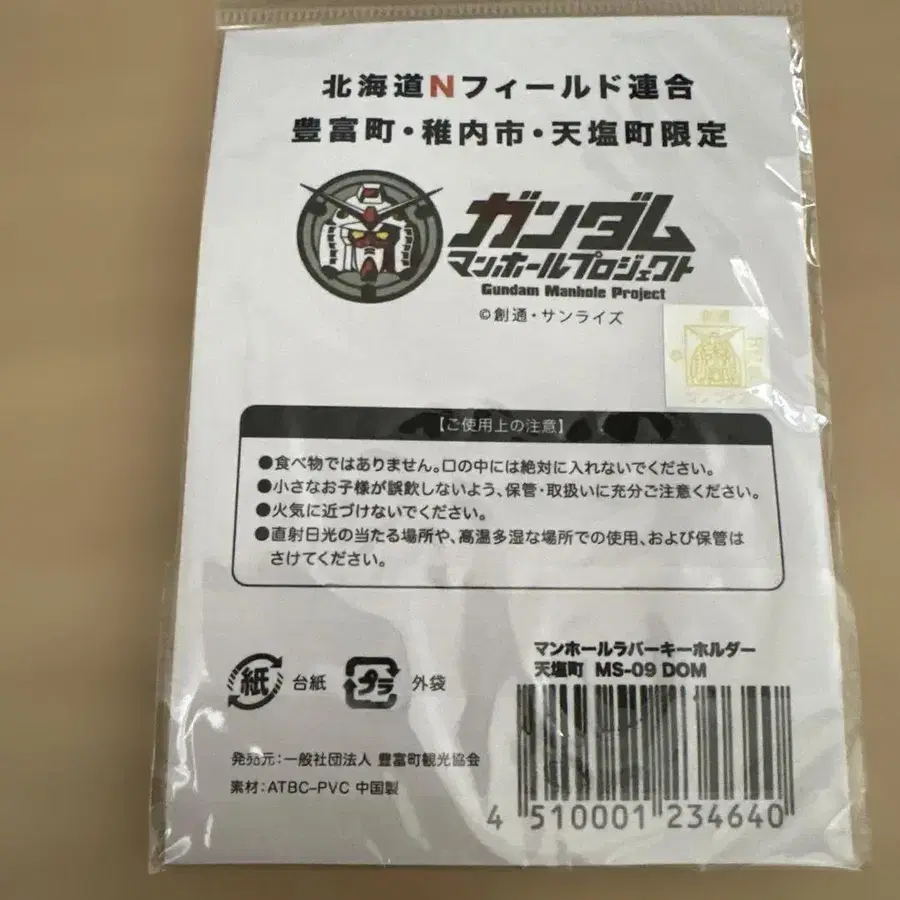 北海道Nフィールド連合
豊富町・稚内市・天塩町限定
ガンダム
マンホールプロジェクト
Gundam Manhole Project
©創通・サンライズ
【ご使用上の注意】
●食べ物ではありません。口の中には絶対に入れないでください。
●小さなお子様が誤飲しないよう、保管・取扱いに充分ご注意ください。
●火気に近づけないでください。
●直射日光の当たる場所や、高温多湿な場所での使用、および保管は
さけてください。
マンホールラバーキーホルダー
天塩町 MS-09 DOM
紙 台紙 プラ 外袋
発売元:一般社団法人 豊富町観光協会
素材:ATBC-PVC 中国製
4 510001 234640